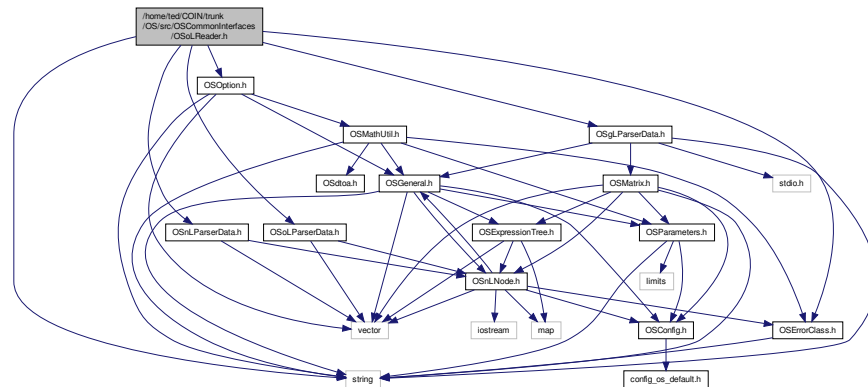 /home/ted/COIN/trunk
/OS/src/OSCommonInterfaces
/OSoLReader.h
OSOption.h
OSMathUtil.h
OSgLParserData.h
OSdtoa.h
OSGeneral.h
OSMatrix.h
stdio.h
OSnLParserData.h
OSoLParserData.h
OSExpressionTree.h
OSParameters.h
OSnLNode.h
limits
vector
iostream
map
OSConfig.h
OSErrorClass.h
string
config_os_default.h